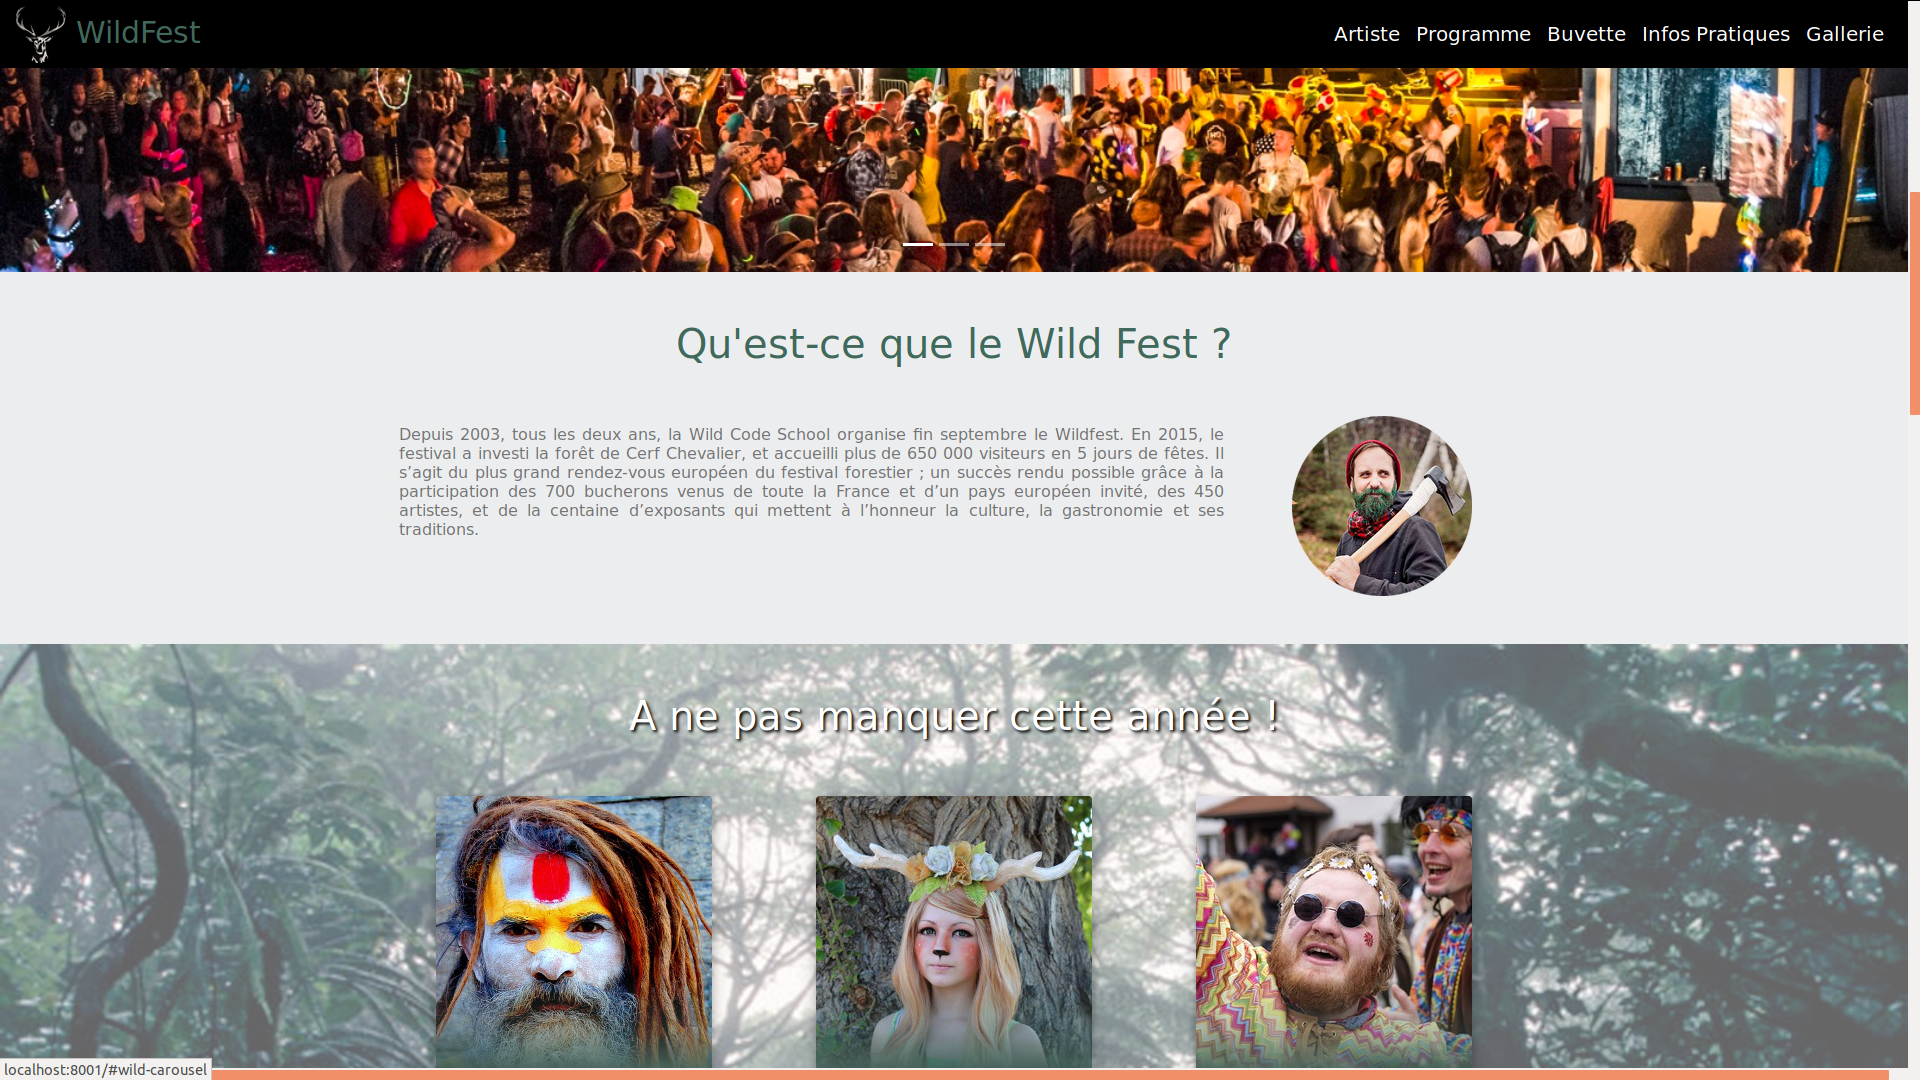 WildFest
Artiste Programme Buvette Infos Pratiques Gallerie
Qu'est-ce que le Wild Fest ?
Depuis 2003, tous les deux ans, la Wild Code School organise fin septembre le Wildfest. En 2015, le
festival a investi la forêt de Cerf Chevalier, et accueilli plus de 650 000 visiteurs en 5 jours de fêtes. Il
s’agit du plus grand rendez-vous européen du festival forestier ; un succès rendu possible grâce à la
participation des 700 bucherons venus de toute la France et d’un pays européen invité, des 450
artistes, et de la centaine d’exposants qui mettent à l’honneur la culture, la gastronomie et ses
traditions.
A ne pas manquer cette année !
localhost:8001/#wild-carousel